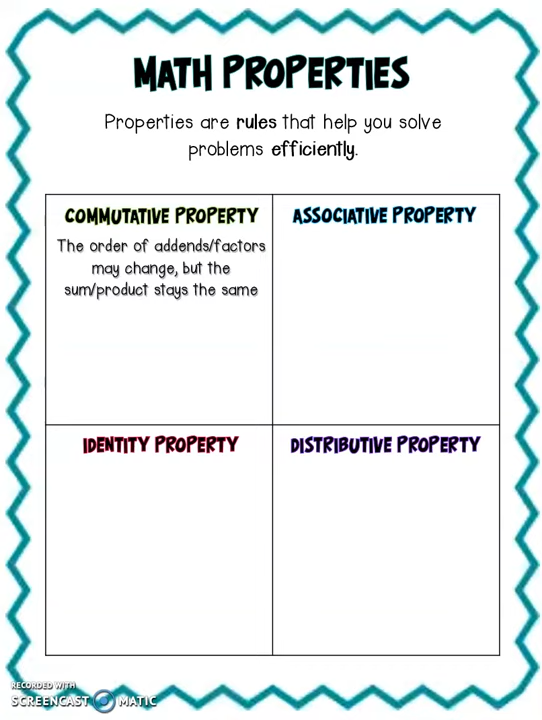 MATH PROPERTIES
Properties are rules that help you solve
problems efficiently.
COMMUTATIVE PROPERTY
The order of addends/factors
may change, but the
sum/product stays the same
ASSOCIATIVE PROPERTY
IDENTITY PROPERTY
DISTRIBUTIVE PROPERTY
RECORDED WITH
SCREENCAST MATIC